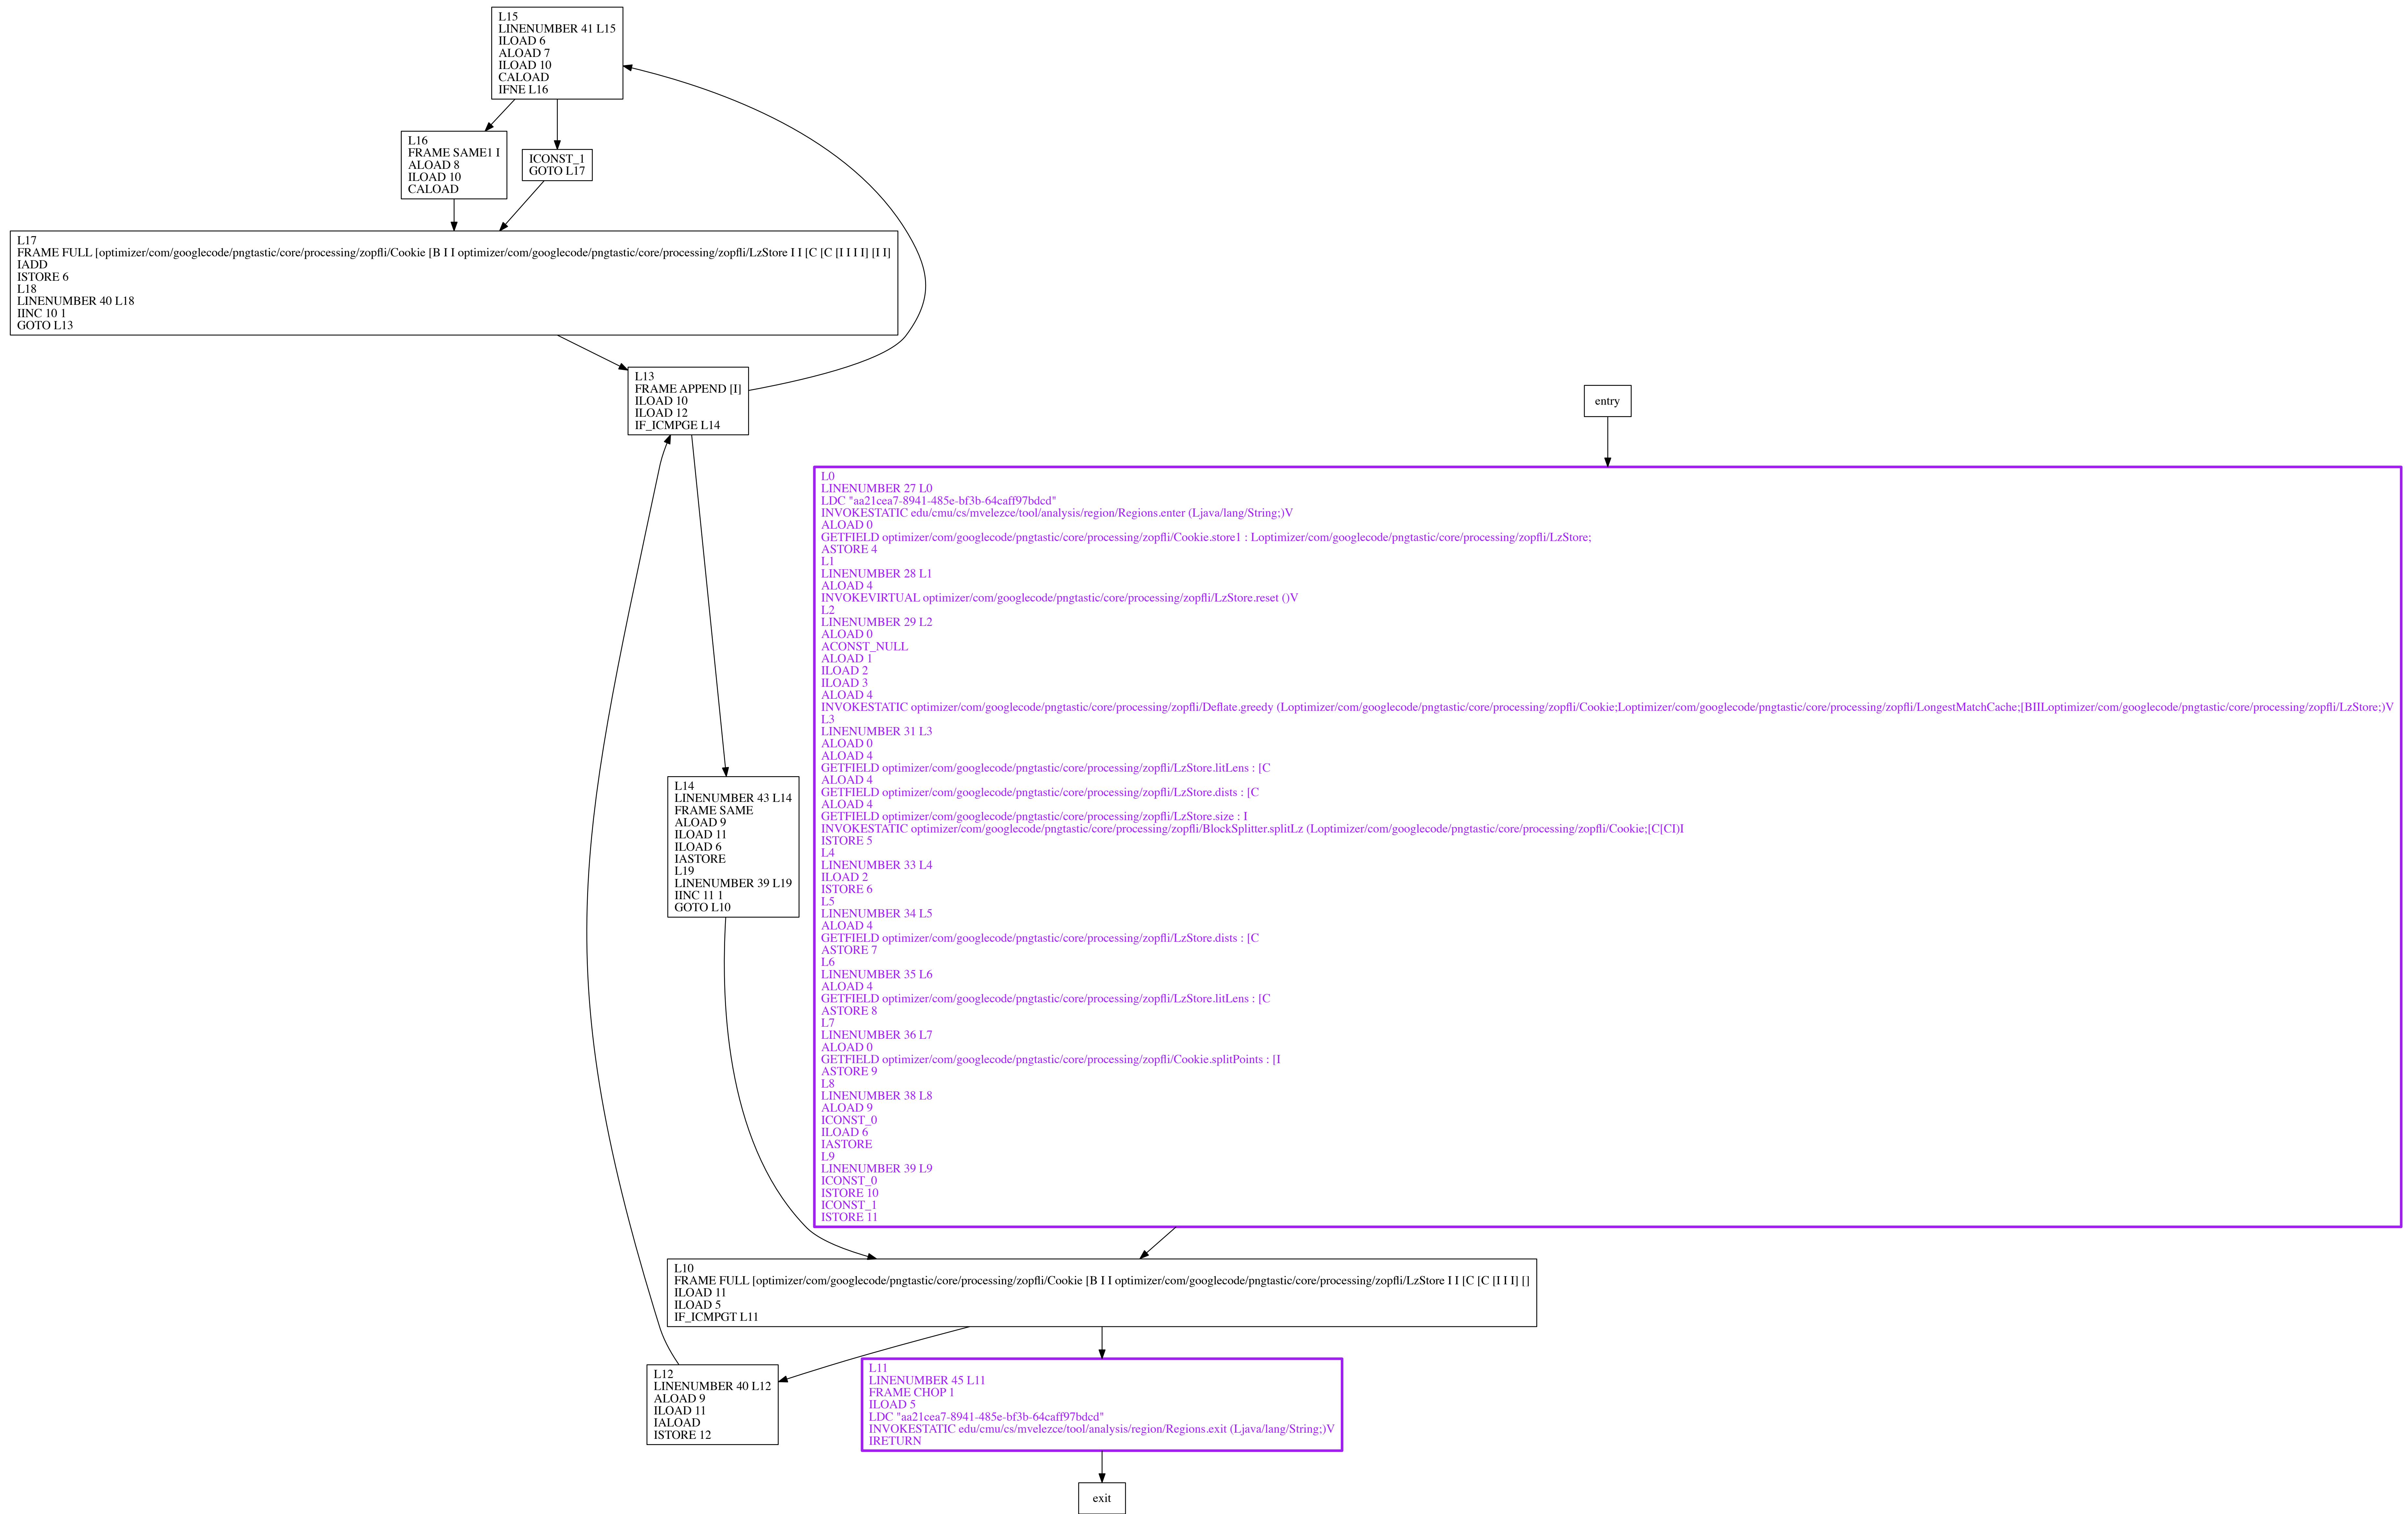 L15
LINENUMBER 41 L15
ILOAD 6
ALOAD 7
ILOAD 10
CALOAD
IFNE L16
L16
FRAME SAME1 I
ALOAD 8
ILOAD 10
CALOAD
ICONST_1
GOTO L17
L17
FRAME FULL [optimizer/com/googlecode/pngtastic/core/processing/zopfli/Cookie [B I I optimizer/com/googlecode/pngtastic/core/processing/zopfli/LzStore I I [C [C [I I I I] [I I]
IADD
ISTORE 6
L18
LINENUMBER 40 L18
IINC 10 1
GOTO L13
L13
FRAME APPEND [I]
ILOAD 10
ILOAD 12
IF_ICMPGE L14
entry
L0
LINENUMBER 27 L0
LDC "aa21cea7-8941-485e-bf3b-64caff97bdcd"
INVOKESTATIC edu/cmu/cs/mvelezce/tool/analysis/region/Regions.enter (Ljava/lang/String;)V
ALOAD 0
GETFIELD optimizer/com/googlecode/pngtastic/core/processing/zopfli/Cookie.store1 : Loptimizer/com/googlecode/pngtastic/core/processing/zopfli/LzStore;
ASTORE 4
L1
LINENUMBER 28 L1
ALOAD 4
INVOKEVIRTUAL optimizer/com/googlecode/pngtastic/core/processing/zopfli/LzStore.reset ()V
L2
LINENUMBER 29 L2
ALOAD 0
ACONST_NULL
ALOAD 1
ILOAD 2
ILOAD 3
ALOAD 4
INVOKESTATIC optimizer/com/googlecode/pngtastic/core/processing/zopfli/Deflate.greedy (Loptimizer/com/googlecode/pngtastic/core/processing/zopfli/Cookie;Loptimizer/com/googlecode/pngtastic/core/processing/zopfli/LongestMatchCache;[BIILoptimizer/com/googlecode/pngtastic/core/processing/zopfli/LzStore;)V
L3
LINENUMBER 31 L3
ALOAD 0
ALOAD 4
GETFIELD optimizer/com/googlecode/pngtastic/core/processing/zopfli/LzStore.litLens : [C
ALOAD 4
GETFIELD optimizer/com/googlecode/pngtastic/core/processing/zopfli/LzStore.dists : [C
ALOAD 4
GETFIELD optimizer/com/googlecode/pngtastic/core/processing/zopfli/LzStore.size : I
INVOKESTATIC optimizer/com/googlecode/pngtastic/core/processing/zopfli/BlockSplitter.splitLz (Loptimizer/com/googlecode/pngtastic/core/processing/zopfli/Cookie;[C[CI)I
ISTORE 5
L4
LINENUMBER 33 L4
ILOAD 2
ISTORE 6
L5
LINENUMBER 34 L5
ALOAD 4
GETFIELD optimizer/com/googlecode/pngtastic/core/processing/zopfli/LzStore.dists : [C
ASTORE 7
L6
LINENUMBER 35 L6
ALOAD 4
GETFIELD optimizer/com/googlecode/pngtastic/core/processing/zopfli/LzStore.litLens : [C
ASTORE 8
L7
LINENUMBER 36 L7
ALOAD 0
GETFIELD optimizer/com/googlecode/pngtastic/core/processing/zopfli/Cookie.splitPoints : [I
ASTORE 9
L8
LINENUMBER 38 L8
ALOAD 9
ICONST_0
ILOAD 6
IASTORE
L9
LINENUMBER 39 L9
ICONST_0
ISTORE 10
ICONST_1
ISTORE 11
L14
LINENUMBER 43 L14
FRAME SAME
ALOAD 9
ILOAD 11
ILOAD 6
IASTORE
L19
LINENUMBER 39 L19
IINC 11 1
GOTO L10
L10
FRAME FULL [optimizer/com/googlecode/pngtastic/core/processing/zopfli/Cookie [B I I optimizer/com/googlecode/pngtastic/core/processing/zopfli/LzStore I I [C [C [I I I] []
ILOAD 11
ILOAD 5
IF_ICMPGT L11
L12
LINENUMBER 40 L12
ALOAD 9
ILOAD 11
IALOAD
ISTORE 12
L11
LINENUMBER 45 L11
FRAME CHOP 1
ILOAD 5
LDC "aa21cea7-8941-485e-bf3b-64caff97bdcd"
INVOKESTATIC edu/cmu/cs/mvelezce/tool/analysis/region/Regions.exit (Ljava/lang/String;)V
IRETURN
exit